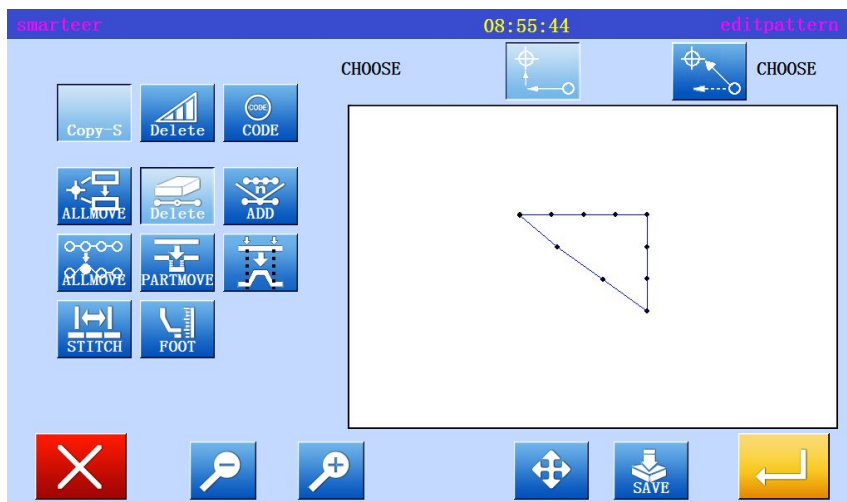 smarteer 08:55:44 editpattern
CHOOSE CHOOSE
Copy-S Delete CODE CODE
ALLMOVE Delete n ADD
ALLMOVE PARTMOVE
STITCH FOOT
SAVE